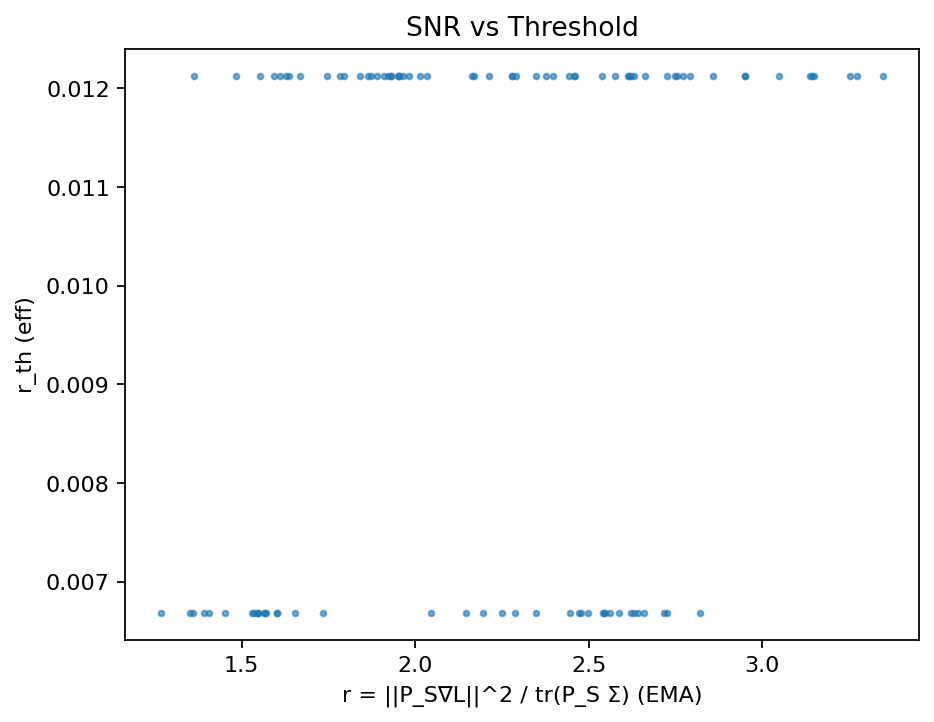 SNR vs Threshold
r_th (eff)
0.012
0.011
0.010
0.009
0.008
0.007
1.5 2.0 2.5 3.0
r = ||P_S∇L||^2 / tr(P_S Σ) (EMA)